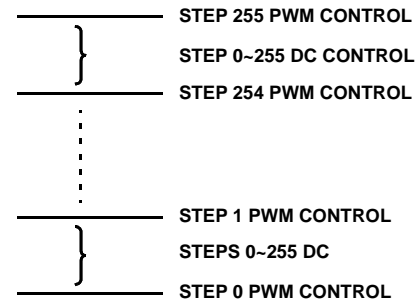 STEP 255 PWM CONTROL
STEP 0~255 DC CONTROL
STEP 254 PWM CONTROL
STEP 1 PWM CONTROL
STEPS 0~255 DC
STEP 0 PWM CONTROL